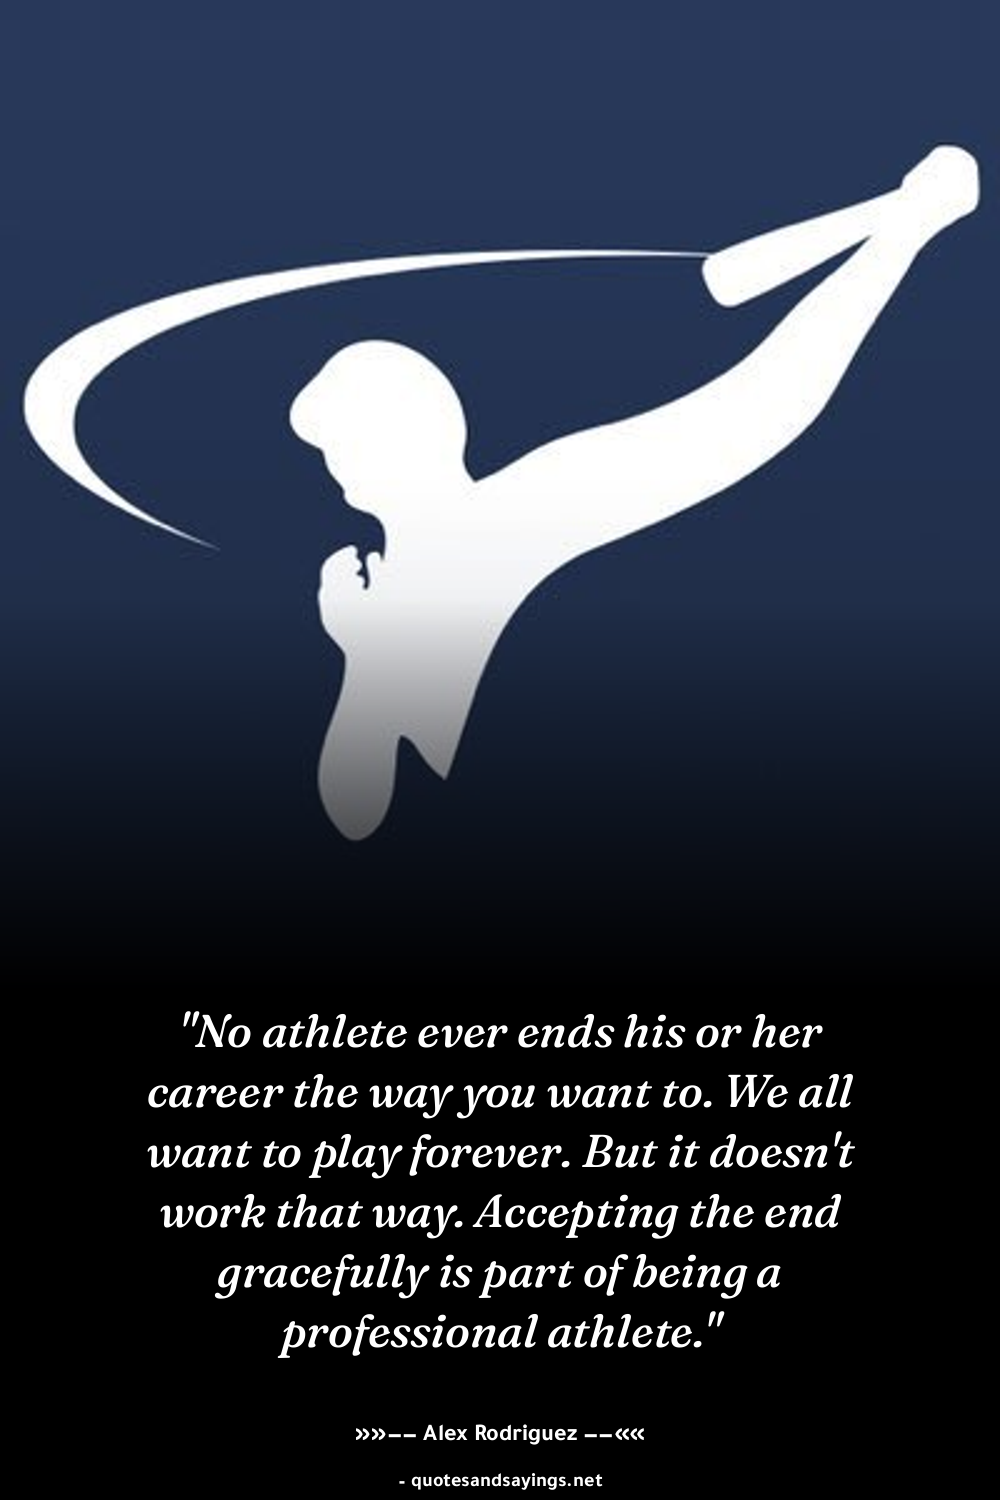 "No athlete ever ends his or her
career the way you want to. We all
want to play forever. But it doesn't
work that way. Accepting the end
gracefully is part of being a
professional athlete."
»»−− Alex Rodriguez −−««
- quotesandsayings.net